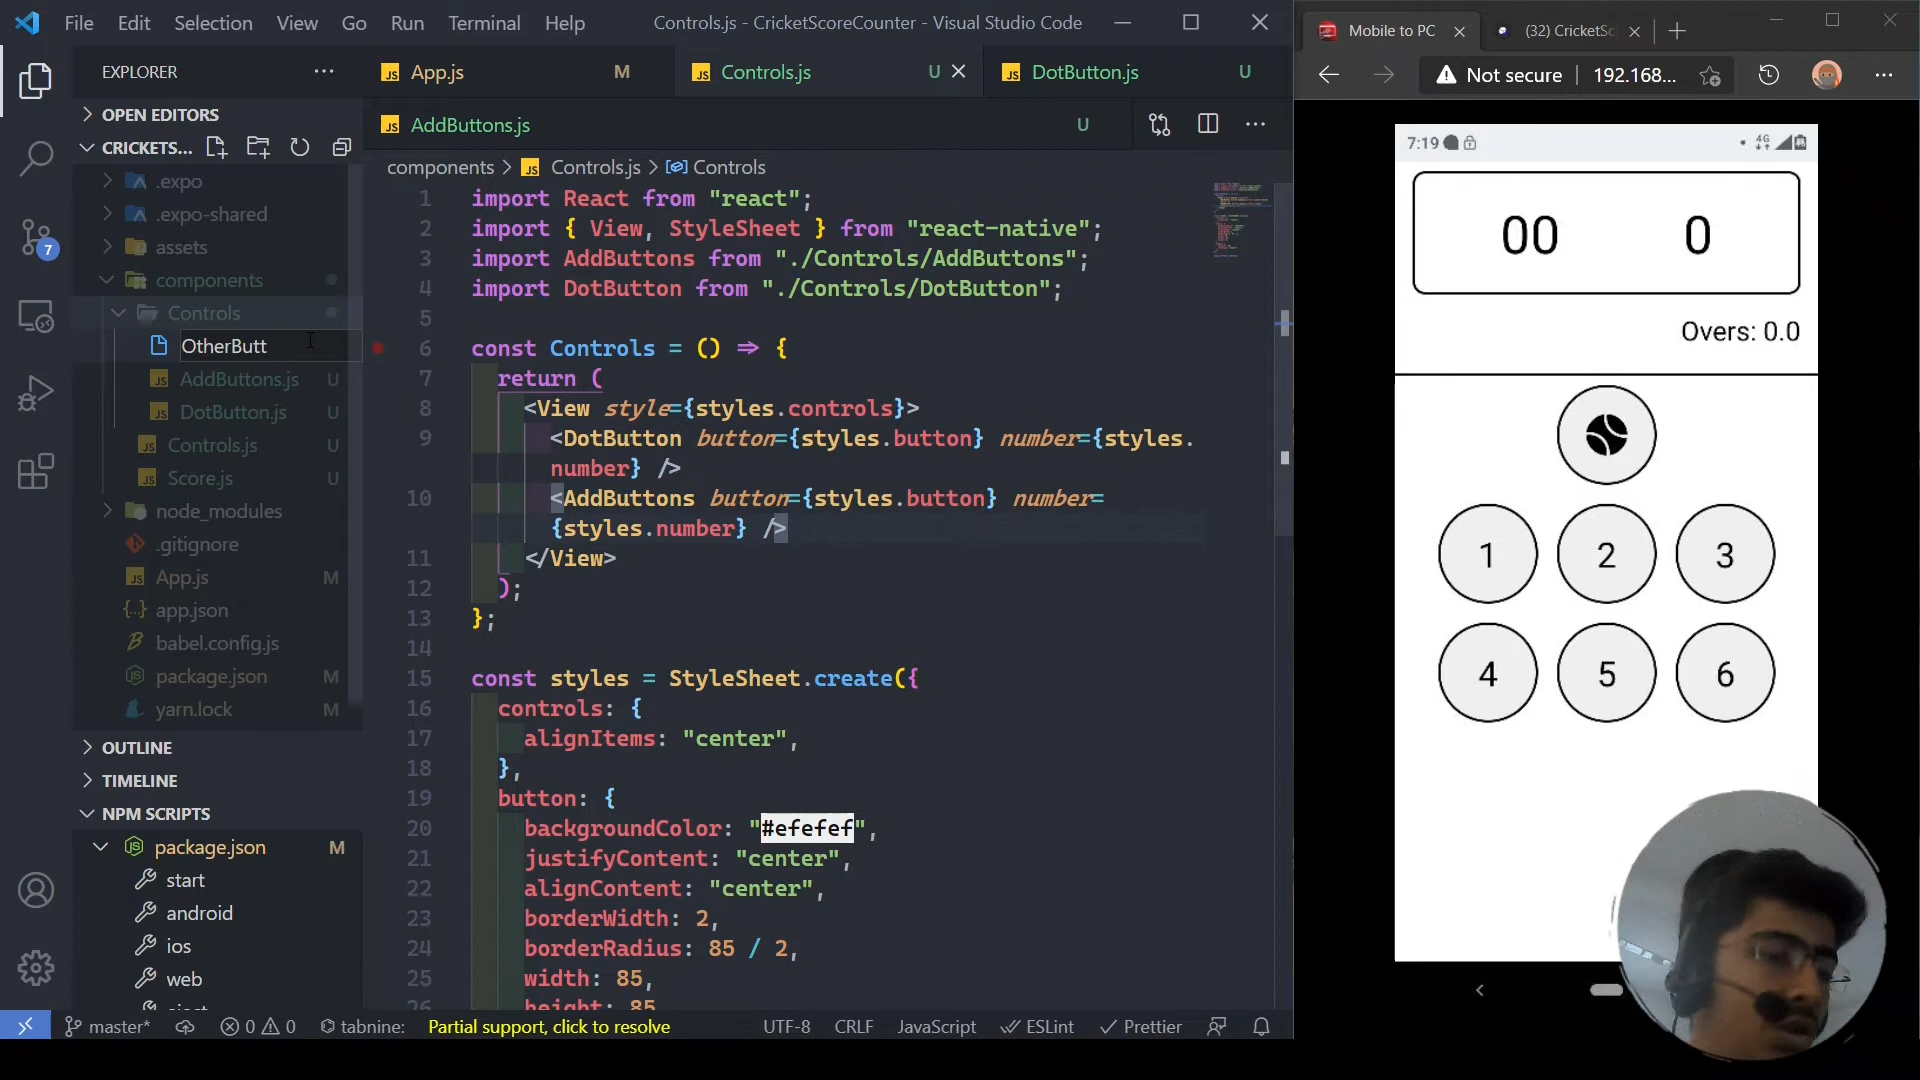 File Edit Selection View Go Run Terminal Help
Controls.js - CricketScoreCounter - Visual Studio Code
EXPLORER
OPEN EDITORS
CRICKETS...
.expo
.expo-shared
assets
components
Controls
OtherButt
AddButtons.js U
DotButton.js U
Controls.js U
Score.js U
node_modules
.gitignore
App.js M
app.json
babel.config.js
package.json M
yarn.lock M
OUTLINE
TIMELINE
NPM SCRIPTS
package.json M
start
android
ios
web
7
App.js M
Controls.js U
DotButton.js U
AddButtons.js U
components > Controls.js > Controls
1 import React from "react";
2 import { View, StyleSheet } from "react-native";
3 import AddButtons from "./Controls/AddButtons";
4 import DotButton from "./Controls/DotButton";
5
6 const Controls = () => {
7 return (
8 <View style={styles.controls}>
9 <DotButton button={styles.button} number={styles.
number} />
10 <AddButtons button={styles.button} number=
{styles.number} />
11 </View>
12 );
13 };
14
15 const styles = StyleSheet.create({
16 controls: {
17 alignItems: "center",
18 },
19 button: {
20 backgroundColor: "#efefef",
21 justifyContent: "center",
22 alignContent: "center",
23 borderWidth: 2,
24 borderRadius: 85 / 2,
25 width: 85,
26 height: 85
master* 0 0 tabnine: Partial support, click to resolve UTF-8 CRLF JavaScript ESLint Prettier
Mobile to PC
(32) CricketSc
Not secure | 192.168...
7:19
4G
00 0
Overs: 0.0
1 2 3
4 5 6